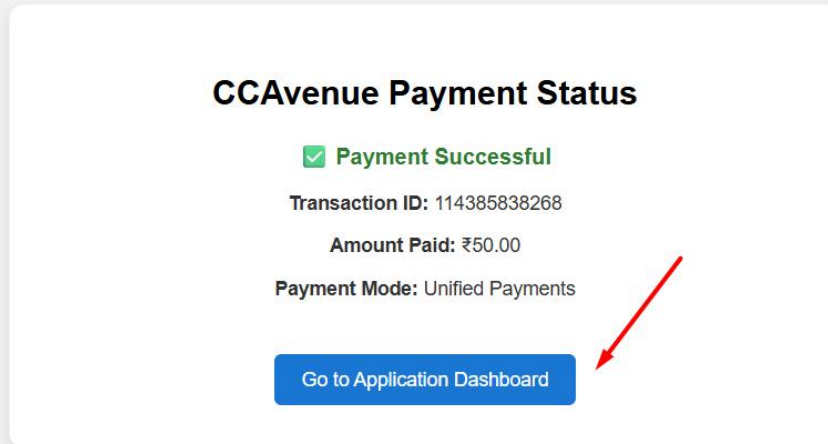 CCAvenue Payment Status
✅ Payment Successful
Transaction ID: 114385838268
Amount Paid: ₹50.00
Payment Mode: Unified Payments
Go to Application Dashboard